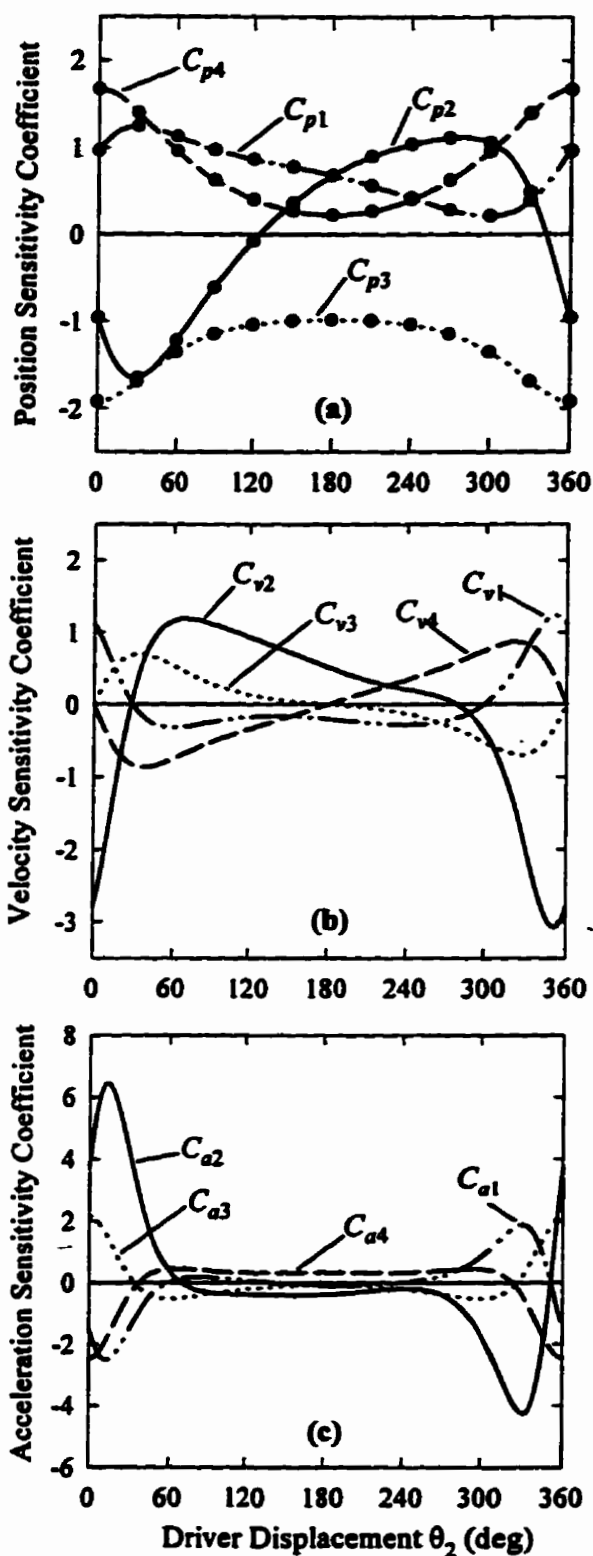 Position Sensitivity Coefficient
2
1
0
-1
-2
C_p4
C_p1
C_p2
C_p3
(a)
0 60 120 180 240 300 360
Velocity Sensitivity Coefficient
2
1
0
-1
-2
-3
C_v2
C_v3
C_v4
C_v1
(b)
0 60 120 180 240 300 360
Acceleration Sensitivity Coefficient
8
6
4
2
0
-2
-4
-6
C_a2
C_a3
C_a4
C_a1
(c)
0 60 120 180 240 300 360
Driver Displacement θ_2 (deg)